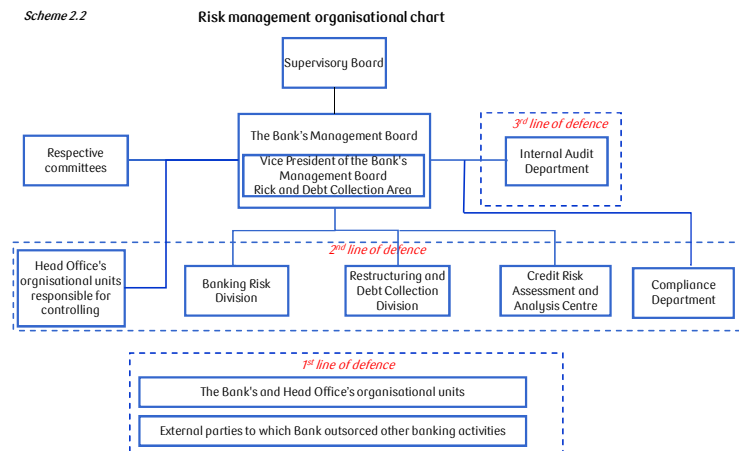 Scheme 2.2
Risk management organisational chart
Supervisory Board
The Bank's Management Board
Vice President of the Bank's
Management Board
Rick and Debt Collection Area
Respective
committees
3rd line of defence
Internal Audit
Department
2nd line of defence
Head Office's
orgnisational units
responsible for
controlling
Banking Risk
Division
Restructuring and
Debt Collection
Division
Credit Risk
Assessment and
Analysis Centre
Compliance
Department
1st line of defence
The Bank's and Head Office's organisational units
External parties to which Bank outsorced other banking activities